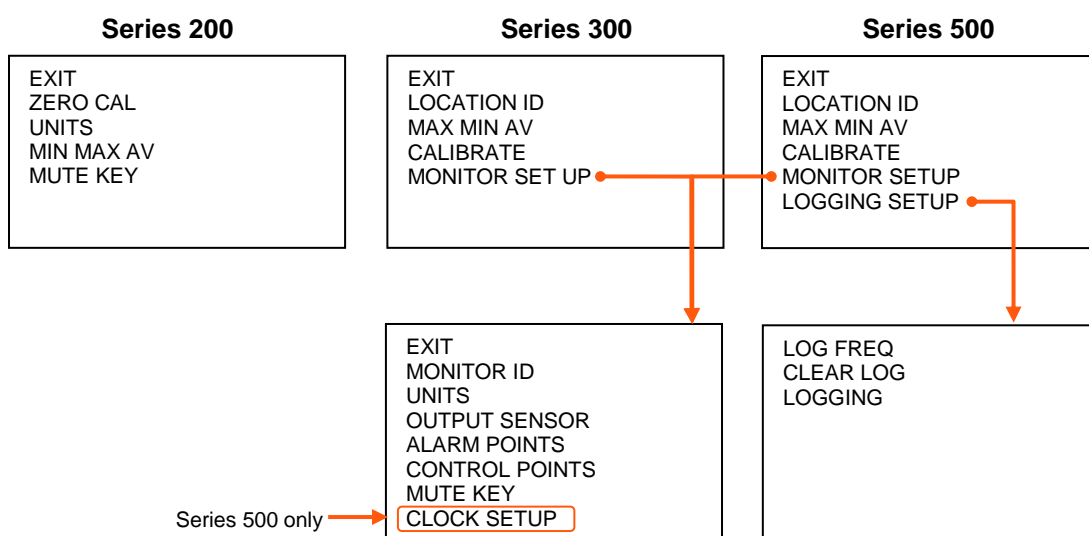 Series 200
EXIT
ZERO CAL
UNITS
MIN MAX AV
MUTE KEY
Series 300
EXIT
LOCATION ID
MAX MIN AV
CALIBRATE
MONITOR SET UP
Series 500
EXIT
LOCATION ID
MAX MIN AV
CALIBRATE
MONITOR SETUP
LOGGING SETUP
EXIT
MONITOR ID
UNITS
OUTPUT SENSOR
ALARM POINTS
CONTROL POINTS
MUTE KEY
Series 500 only
CLOCK SETUP
LOG FREQ
CLEAR LOG
LOGGING